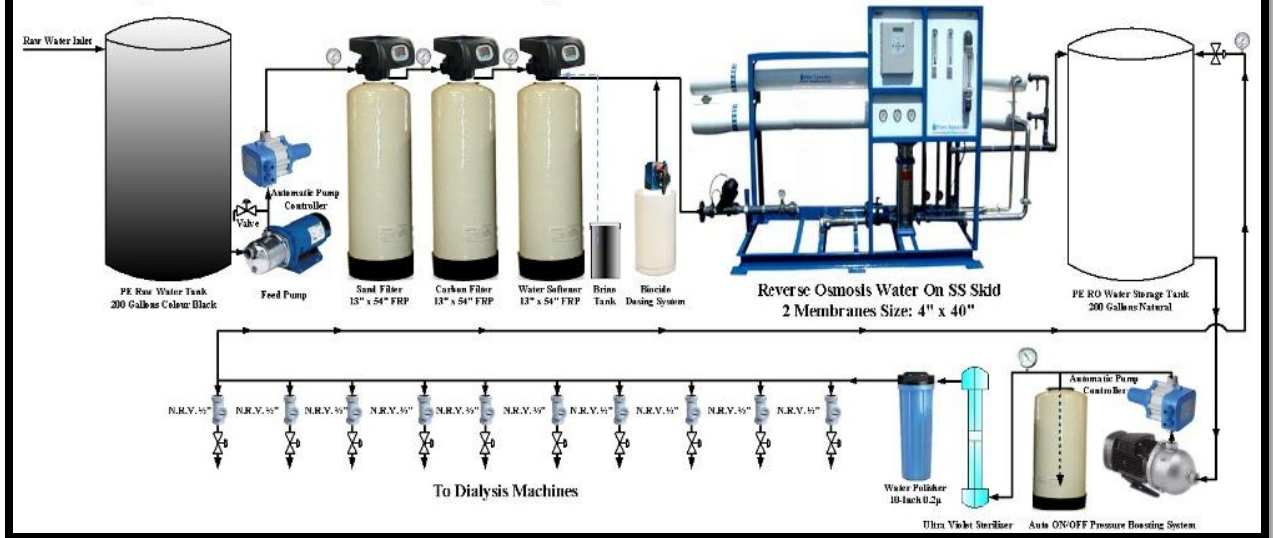 Raw Water Inlet
Automatic Pump
Controller
Valve
PE Raw Water Tank
200 Gallons Colour Black
Feed Pump
Sand Filter
13" x 54" FRP
Carbon Filter
13" x 54" FRP
Water Softener
13" x 54" FRP
Brine
Tank
Biocide
Dosing System
Reverse Osmosis Water On SS Skid
2 Membranes Size: 4" x 40"
PE RO Water Storage Tank
200 Gallons Natural
N.R.V. ½" N.R.V. ½" N.R.V. ½" N.R.V. ½" N.R.V. ½" N.R.V. ½" N.R.V. ½" N.R.V. ½" N.R.V. ½"
To Dialysis Machines
Water Polisher
10-Inch 0.2µ
Ultra Violet Sterilizer
Automatic Pump
Controller
Auto ON/OFF Pressure Boosting System